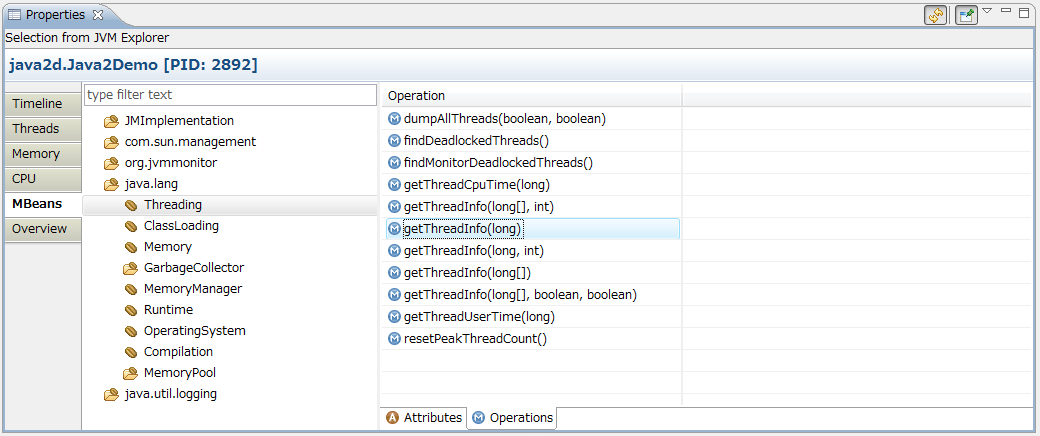 Properties
Selection from JVM Explorer
java2d.Java2Demo [PID: 2892]
Timeline
Threads
Memory
CPU
MBeans
Overview
type filter text
JMImplementation
com.sun.management
org.jvmmonitor
java.lang
Threading
ClassLoading
Memory
GarbageCollector
MemoryManager
Runtime
OperatingSystem
Compilation
MemoryPool
java.util.logging
Operation
M dumpAllThreads(boolean, boolean)
M findDeadlockedThreads()
M findMonitorDeadlockedThreads()
M getThreadCpuTime(long)
M getThreadInfo(long[], int)
M getThreadInfo(long)
M getThreadInfo(long, int)
M getThreadInfo(long[])
M getThreadInfo(long[], boolean, boolean)
M getThreadUserTime(long)
M resetPeakThreadCount()
A Attributes
M Operations